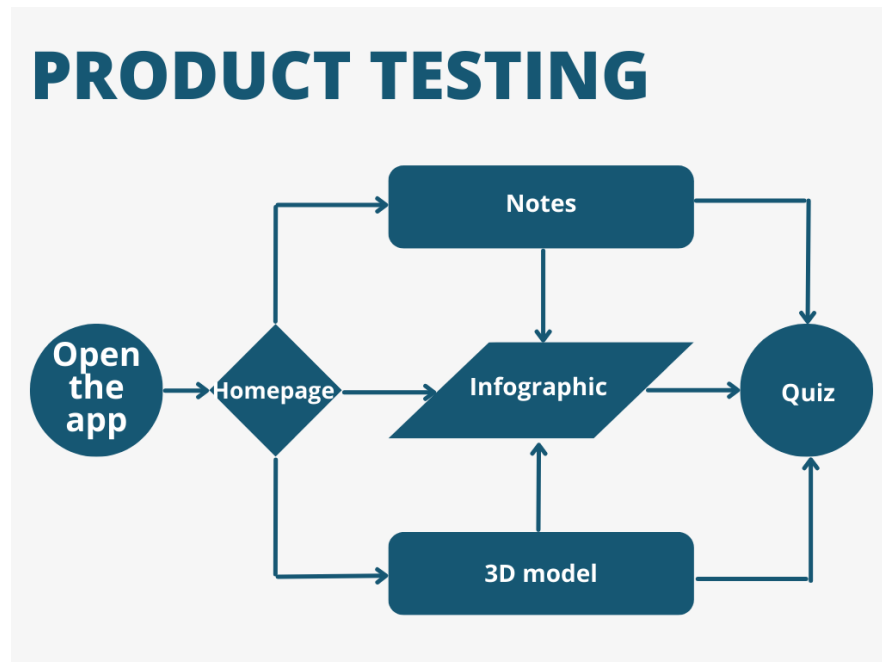 PRODUCT TESTING
Notes
Open
the
app
Homepage
Infographic
Quiz
3D model